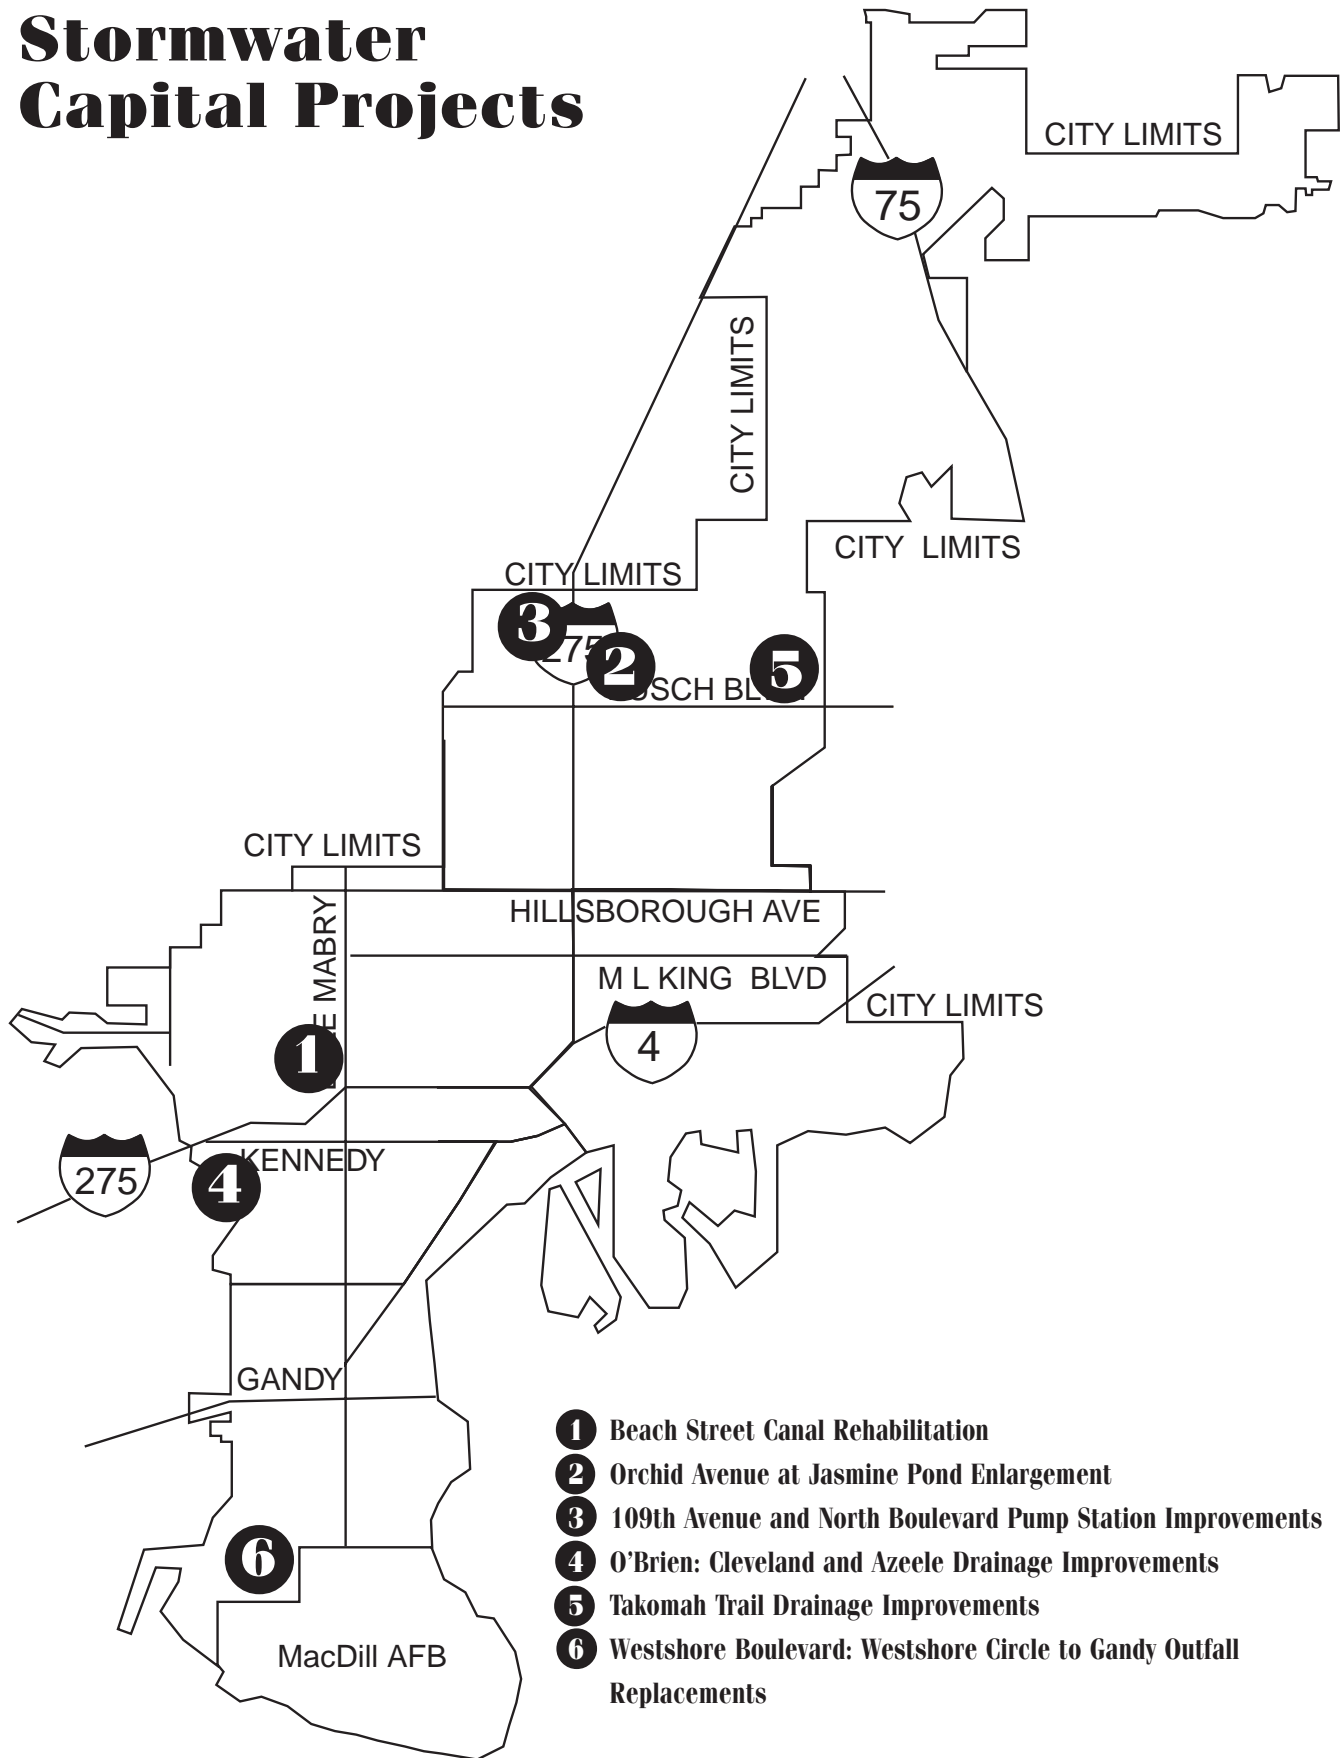 Stormwater
Capital Projects
CITY LIMITS
75
CITY LIMITS
CITY LIMITS
CITY LIMITS
3
275
2
5
CITY LIMITS
HILLSBOROUGH AVE
MABRY
M L KING BLVD
CITY LIMITS
4
1
KENNEDY
275
4
GANDY
1 Beach Street Canal Rehabilitation
2 Orchid Avenue at Jasmine Pond Enlargement
3 109th Avenue and North Boulevard Pump Station Improvements
4 O'Brien: Cleveland and Azeele Drainage Improvements
5 Takomah Trail Drainage Improvements
6 Westshore Boulevard: Westshore Circle to Gandy Outfall
Replacements
6
MacDill AFB